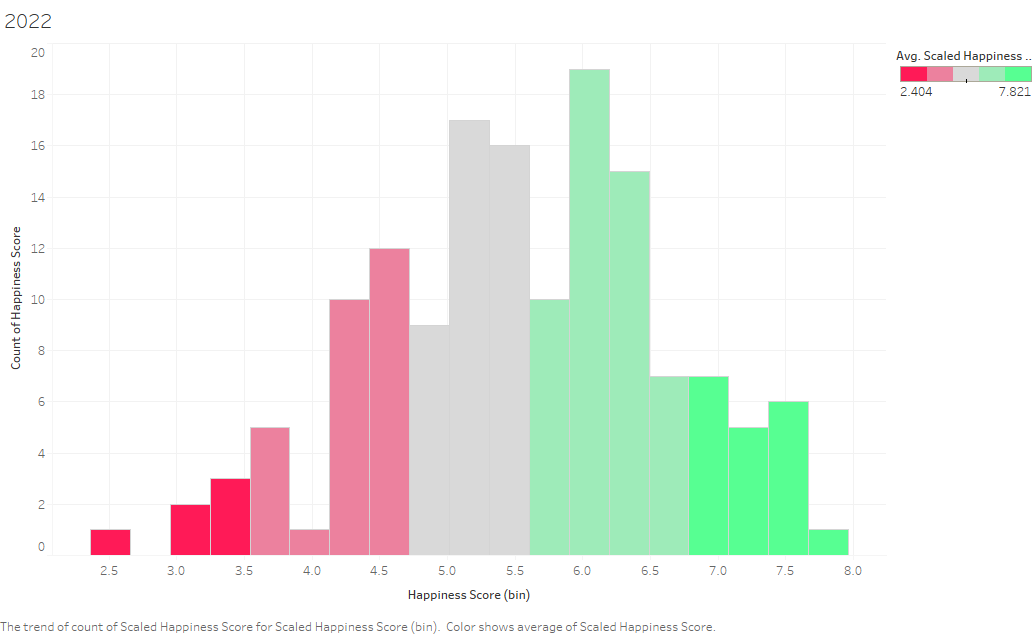 2022
Avg. Scaled Happiness ..
2.404 7.821
20
18
16
14
12
10
8
6
4
2
0
Count of Happiness Score
2.5 3.0 3.5 4.0 4.5 5.0 5.5 6.0 6.5 7.0 7.5 8.0
Happiness Score (bin)
The trend of count of Scaled Happiness Score for Scaled Happiness Score (bin). Color shows average of Scaled Happiness Score.